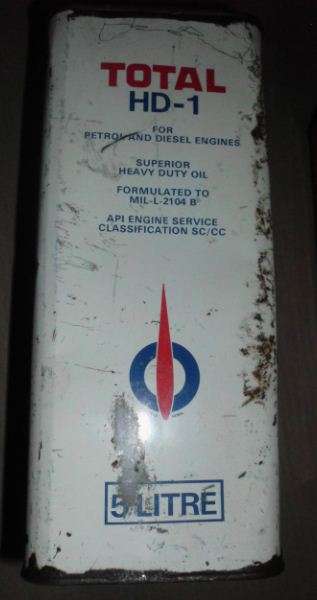 TOTAL
HD-1
FOR
PETROL AND DIESEL ENGINES
SUPERIOR
HEAVY DUTY OIL
FORMULATED TO
MIL-L-2104 B
API ENGINE SERVICE
CLASSIFICATION SC/CC
5 LITRE